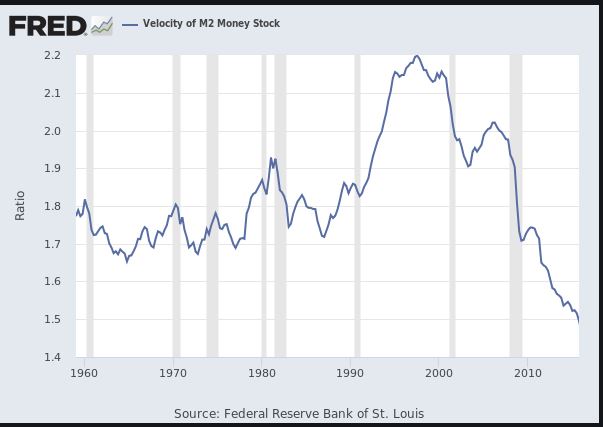 FRED
Velocity of M2 Money Stock
2.2
2.1
2.0
1.9
1.8
1.7
1.6
1.5
1.4
Ratio
1960 1970 1980 1990 2000 2010
Source: Federal Reserve Bank of St. Louis